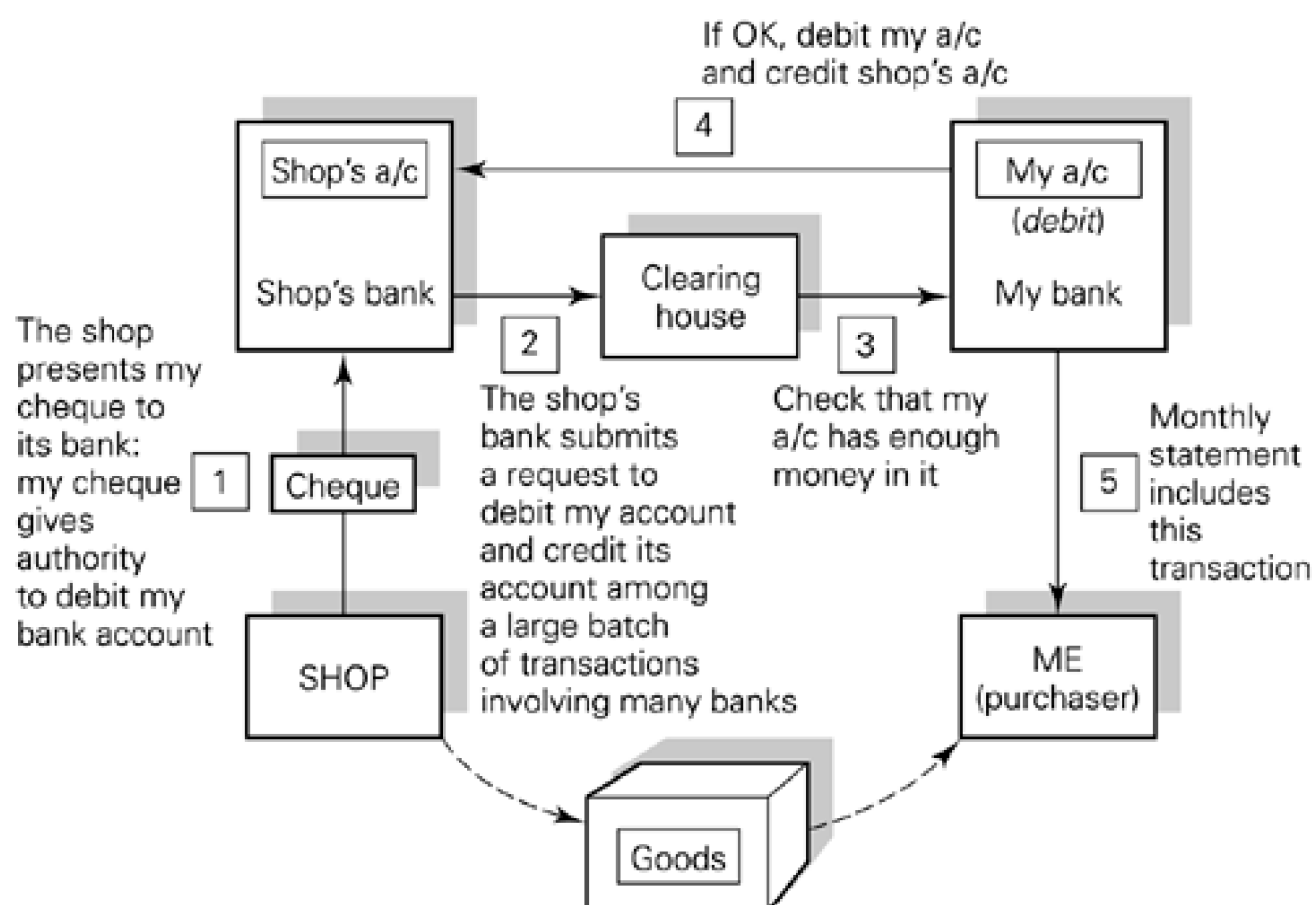 If OK, debit my a/c
and credit shop's a/c
4
Shop's a/c
My a/c
(debit)
Shop's bank
Clearing
house
My bank
The shop
presents my
cheque to
its bank:
my cheque
gives
authority
to debit my
bank account
1
Cheque
2
The shop's
bank submits
a request to
debit my account
and credit its
account among
a large batch
of transactions
involving many banks
3
Check that my
a/c has enough
money in it
5
Monthly
statement
includes
this
transaction
SHOP
ME
(purchaser)
Goods